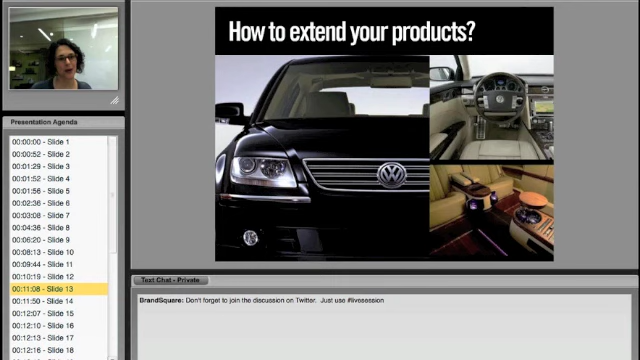 How to extend your products?
Presentation Agenda
00:00:00 - Slide 1
00:00:52 - Slide 2
00:01:29 - Slide 3
00:01:52 - Slide 4
00:01:56 - Slide 5
00:02:36 - Slide 6
00:03:08 - Slide 7
00:04:36 - Slide 8
00:06:20 - Slide 9
00:08:13 - Slide 10
00:09:44 - Slide 11
00:10:19 - Slide 12
00:11:08 - Slide 13
00:11:50 - Slide 14
00:12:07 - Slide 15
00:12:10 - Slide 16
00:12:13 - Slide 17
00:12:16 - Slide 18
Text Chat - Private
BrandSquare: Don't forget to join the discussion on Twitter. Just use #livesession